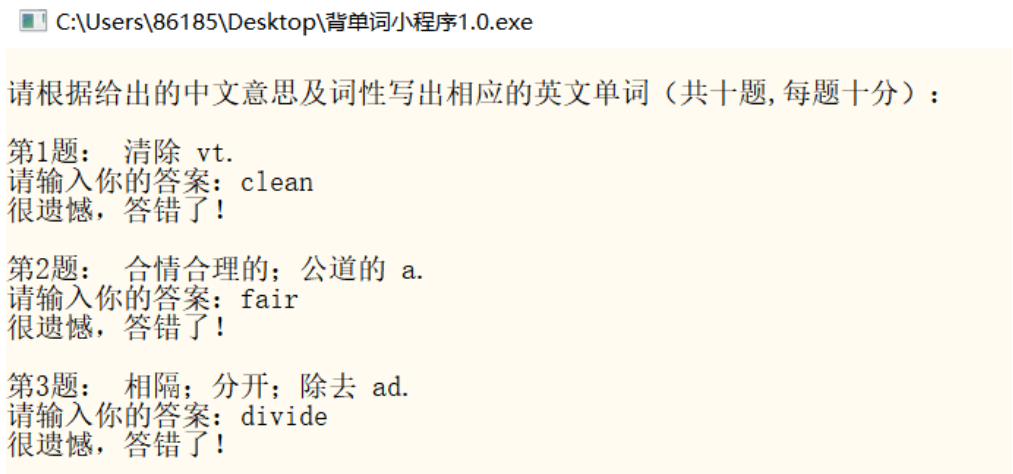 C:\Users\86185\Desktop\背单词小程序1.0.exe
请根据给出的中文意思及词性写出相应的英文单词（共十题,每题十分）：
第1题： 清除 vt.
请输入你的答案：clean
很遗憾，答错了！
第2题： 合情合理的；公道的 a.
请输入你的答案：fair
很遗憾，答错了！
第3题： 相隔；分开；除去 ad.
请输入你的答案：divide
很遗憾，答错了！